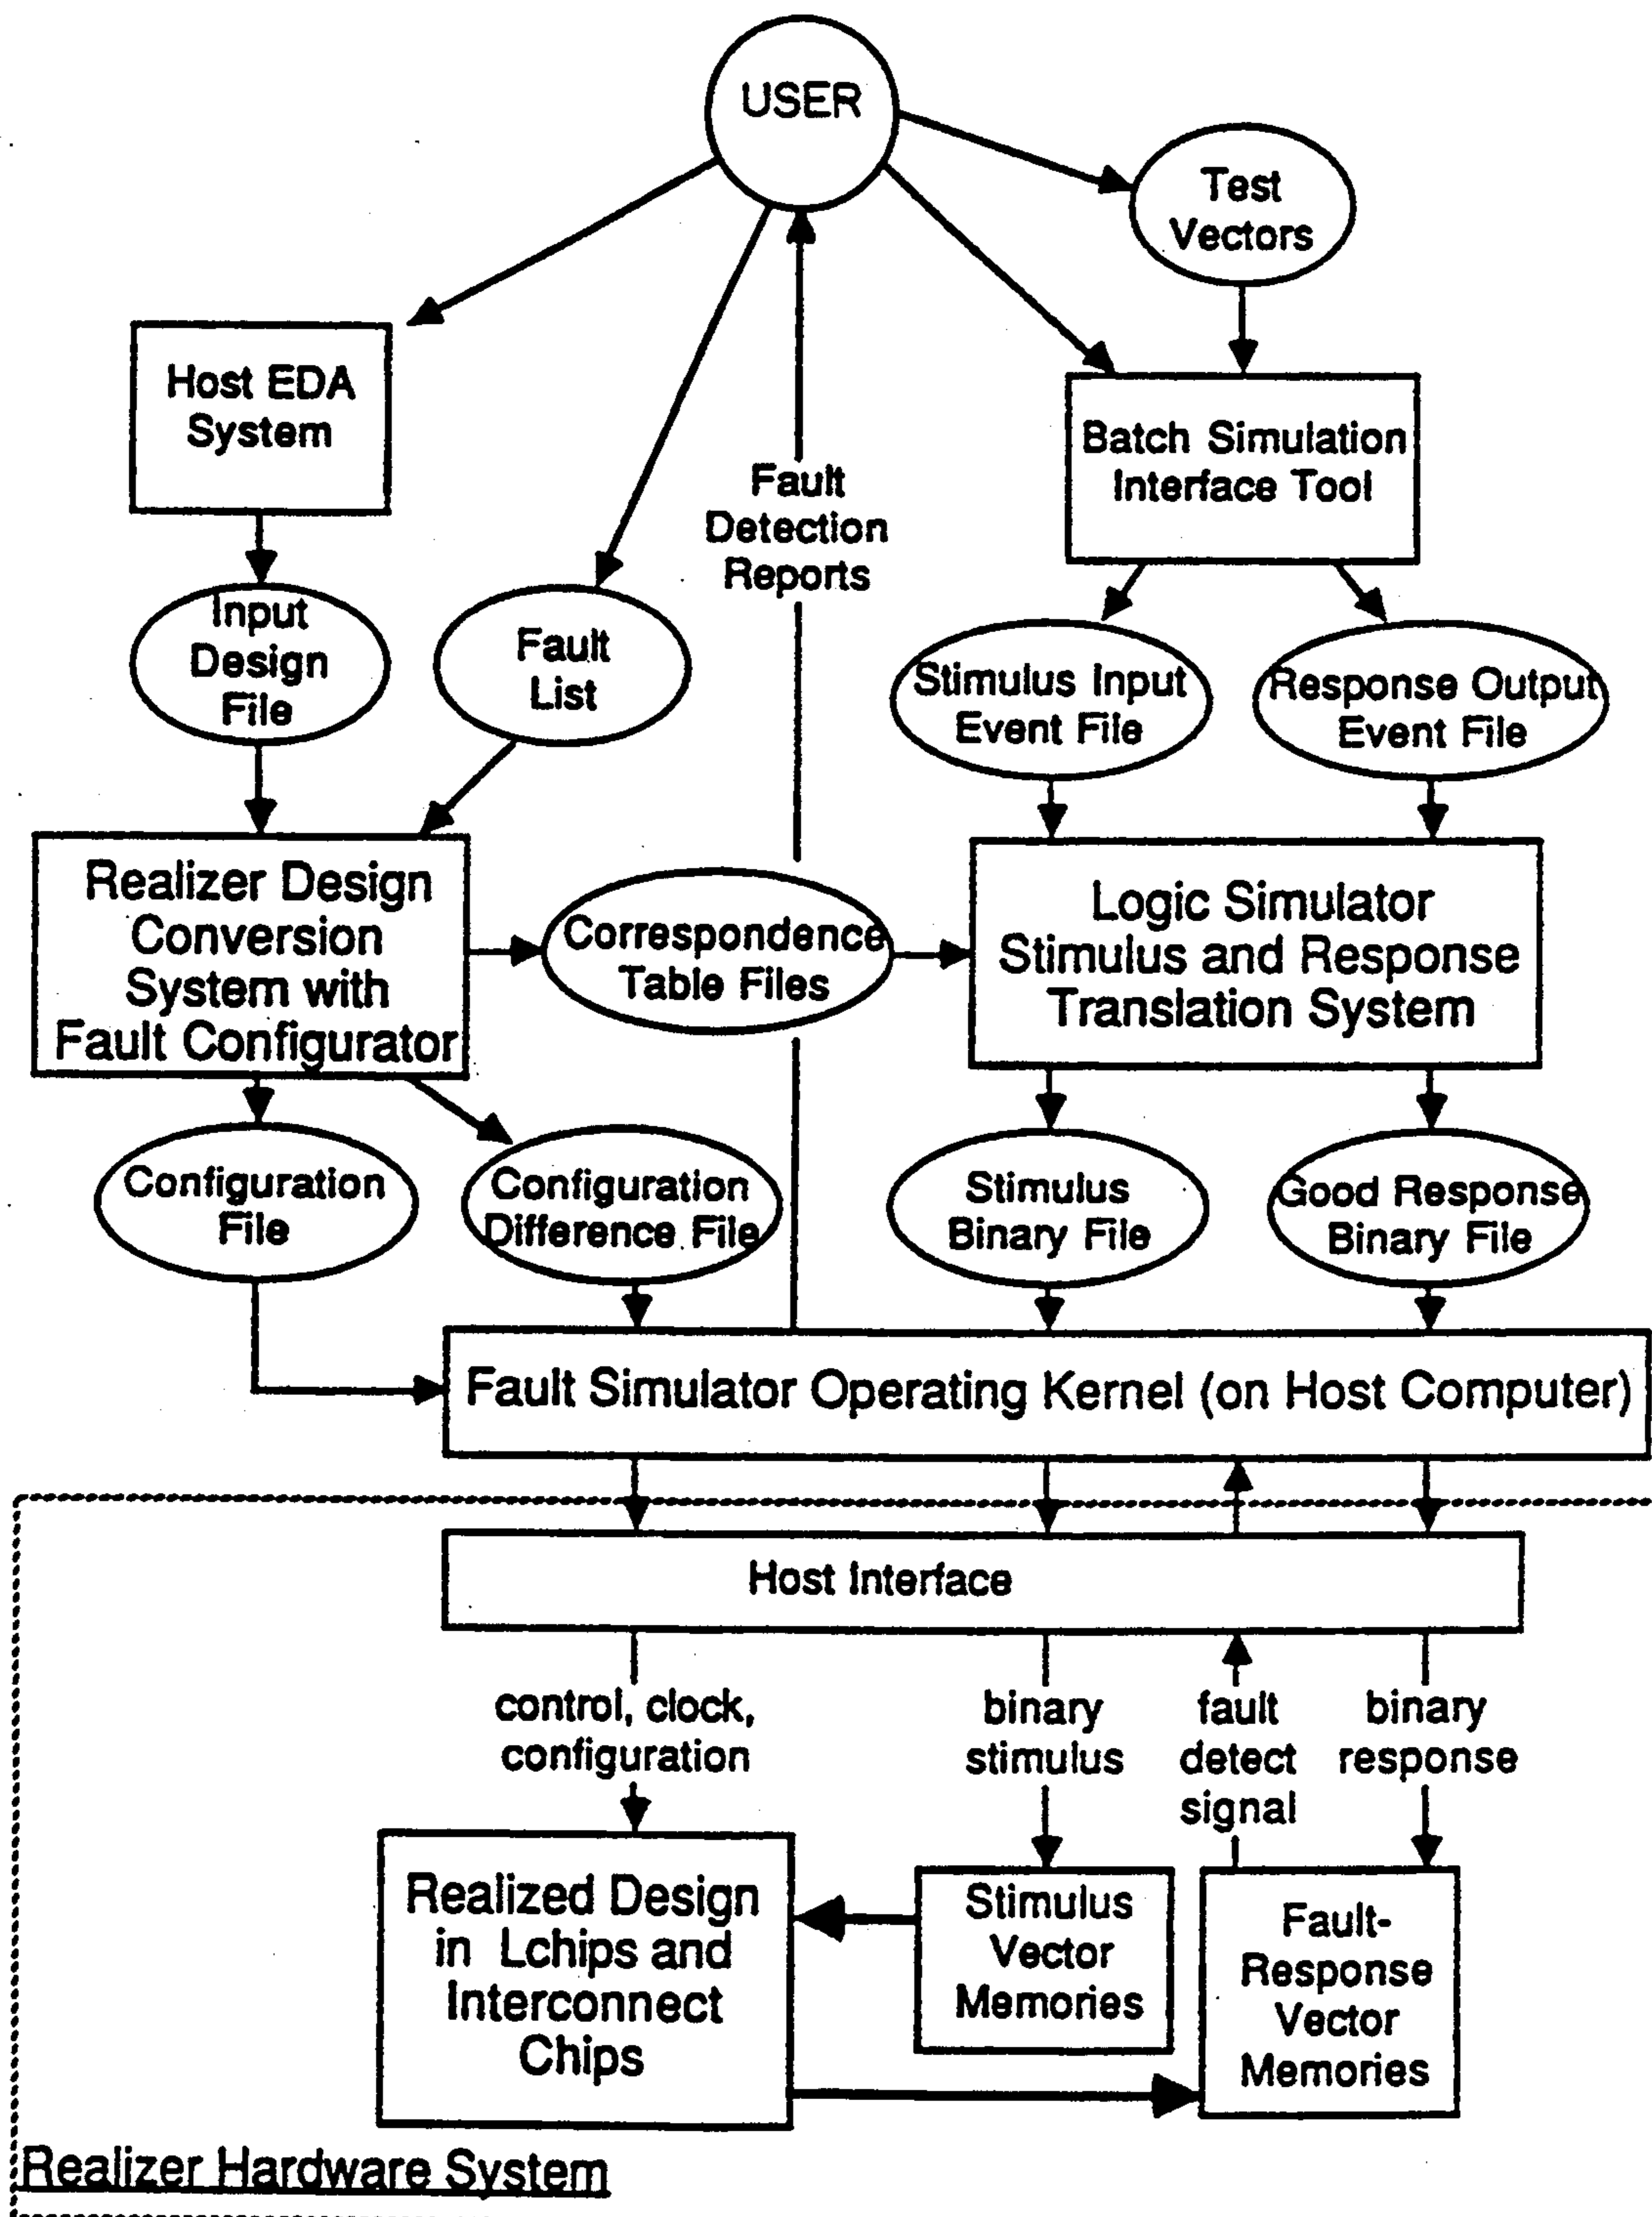 USER
Test
Vectors
Host EDA
System
Batch Simulation
Interface Tool
Fault
Detection
Reports
Input
Design
File
Fault
List
Stimulus Input
Event File
Response Output
Event File
Realizer Design
Conversion
System with
Fault Configurator
Correspondence
Table Files
Logic Simulator
Stimulus and Response
Translation System
Configuration
File
Configuration
Difference File
Stimulus
Binary File
Good Response
Binary File
Fault Simulator Operating Kernel (on Host Computer)
Host Interface
control, clock,
configuration
binary
stimulus
fault
detect
signal
binary
response
Realized Design
in Lchips and
Interconnect
Chips
Stimulus
Vector
Memories
Fault-
Response
Vector
Memories
Realizer Hardware System